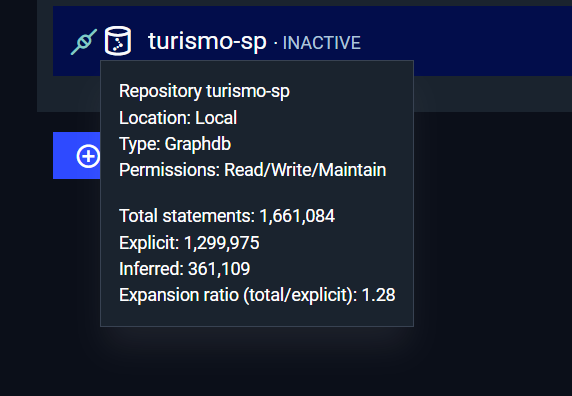 turismo-sp · INACTIVE
Repository turismo-sp
Location: Local
Type: Graphdb
Permissions: Read/Write/Maintain
Total statements: 1,661,084
Explicit: 1,299,975
Inferred: 361,109
Expansion ratio (total/explicit): 1.28